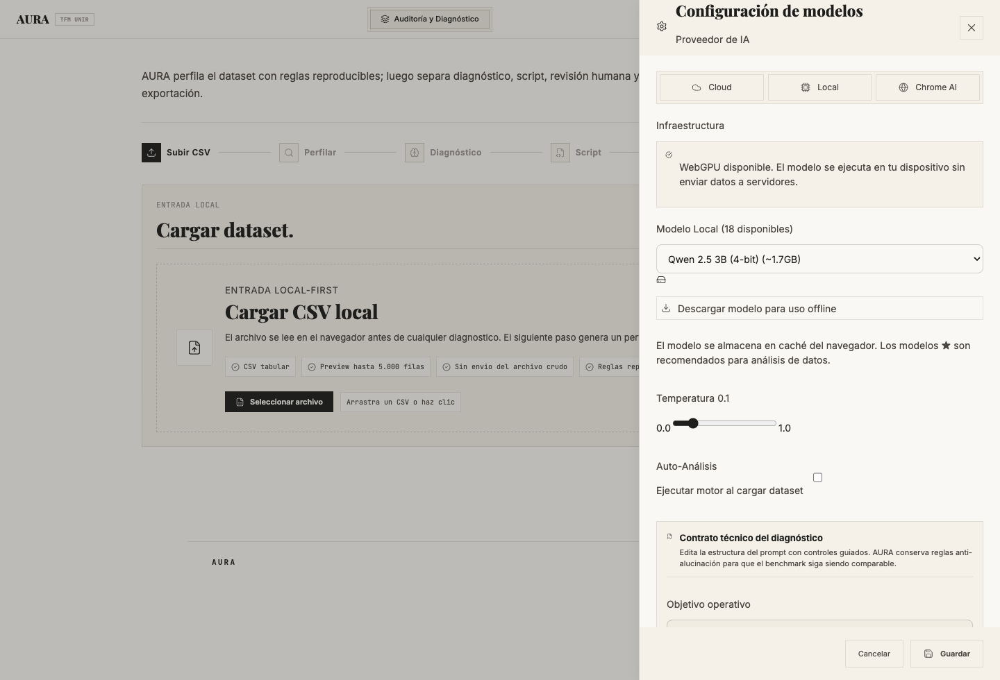 AURA
TFM UNIR
Auditoría y Diagnóstico
AURA perfila el dataset con reglas reproducibles; luego separa diagnóstico, script, revisión humana y
exportación.
Subir CSV
Perfilar
Diagnóstico
Script
ENTRADA LOCAL
Cargar dataset.
ENTRADA LOCAL-FIRST
Cargar CSV local
El archivo se lee en el navegador antes de cualquier diagnostico. El siguiente paso genera un per
CSV tabular
Preview hasta 5.000 filas
Sin envio del archivo crudo
Reglas rep
Seleccionar archivo
Arrastra un CSV o haz clic
AURA
Configuración de modelos
Proveedor de IA
Cloud
Local
Chrome AI
Infraestructura
WebGPU disponible. El modelo se ejecuta en tu dispositivo sin
enviar datos a servidores.
Modelo Local (18 disponibles)
Qwen 2.5 3B (4-bit) (~1.7GB)
Descargar modelo para uso offline
El modelo se almacena en caché del navegador. Los modelos ★ son
recomendados para análisis de datos.
Temperatura 0.1
0.0
1.0
Auto-Análisis
Ejecutar motor al cargar dataset
Contrato técnico del diagnóstico
Edita la estructura del prompt con controles guiados. AURA conserva reglas anti-
alucinación para que el benchmark siga siendo comparable.
Objetivo operativo
Cancelar
Guardar